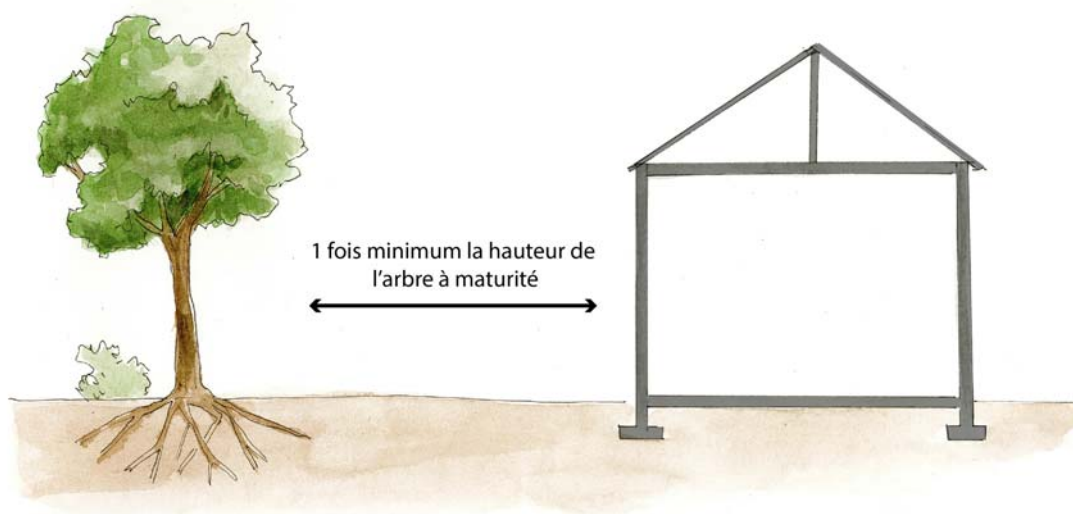 1 fois minimum la hauteur de
l’arbre à maturité